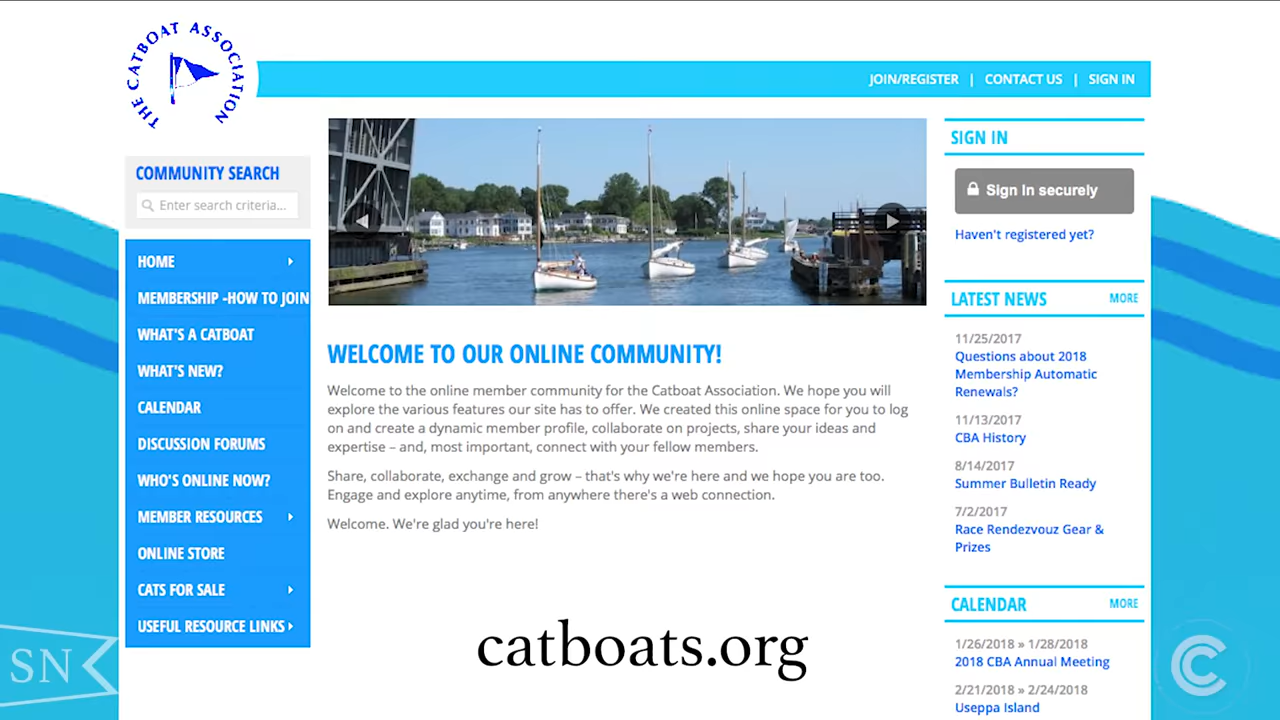 THE CATBOAT ASSOCIATION
JOIN/REGISTER | CONTACT US | SIGN IN
COMMUNITY SEARCH
Enter search criteria...
HOME
MEMBERSHIP -HOW TO JOIN
WHAT'S A CATBOAT
WHAT'S NEW?
CALENDAR
DISCUSSION FORUMS
WHO'S ONLINE NOW?
MEMBER RESOURCES
ONLINE STORE
CATS FOR SALE
USEFUL RESOURCE LINKS
WELCOME TO OUR ONLINE COMMUNITY!
Welcome to the online member community for the Catboat Association. We hope you will
explore the various features our site has to offer. We created this online space for you to log
on and create a dynamic member profile, collaborate on projects, share your ideas and
expertise – and, most important, connect with your fellow members.
Share, collaborate, exchange and grow – that's why we're here and we hope you are too.
Engage and explore anytime, from anywhere there's a web connection.
Welcome. We're glad you're here!
catboats.org
SIGN IN
Sign in securely
Haven't registered yet?
LATEST NEWS MORE
11/25/2017
Questions about 2018
Membership Automatic
Renewals?
11/13/2017
CBA History
8/14/2017
Summer Bulletin Ready
7/2/2017
Race Rendezvouz Gear &
Prizes
CALENDAR MORE
1/26/2018 » 1/28/2018
2018 CBA Annual Meeting
2/21/2018 » 2/24/2018
Useppa Island
SN
C